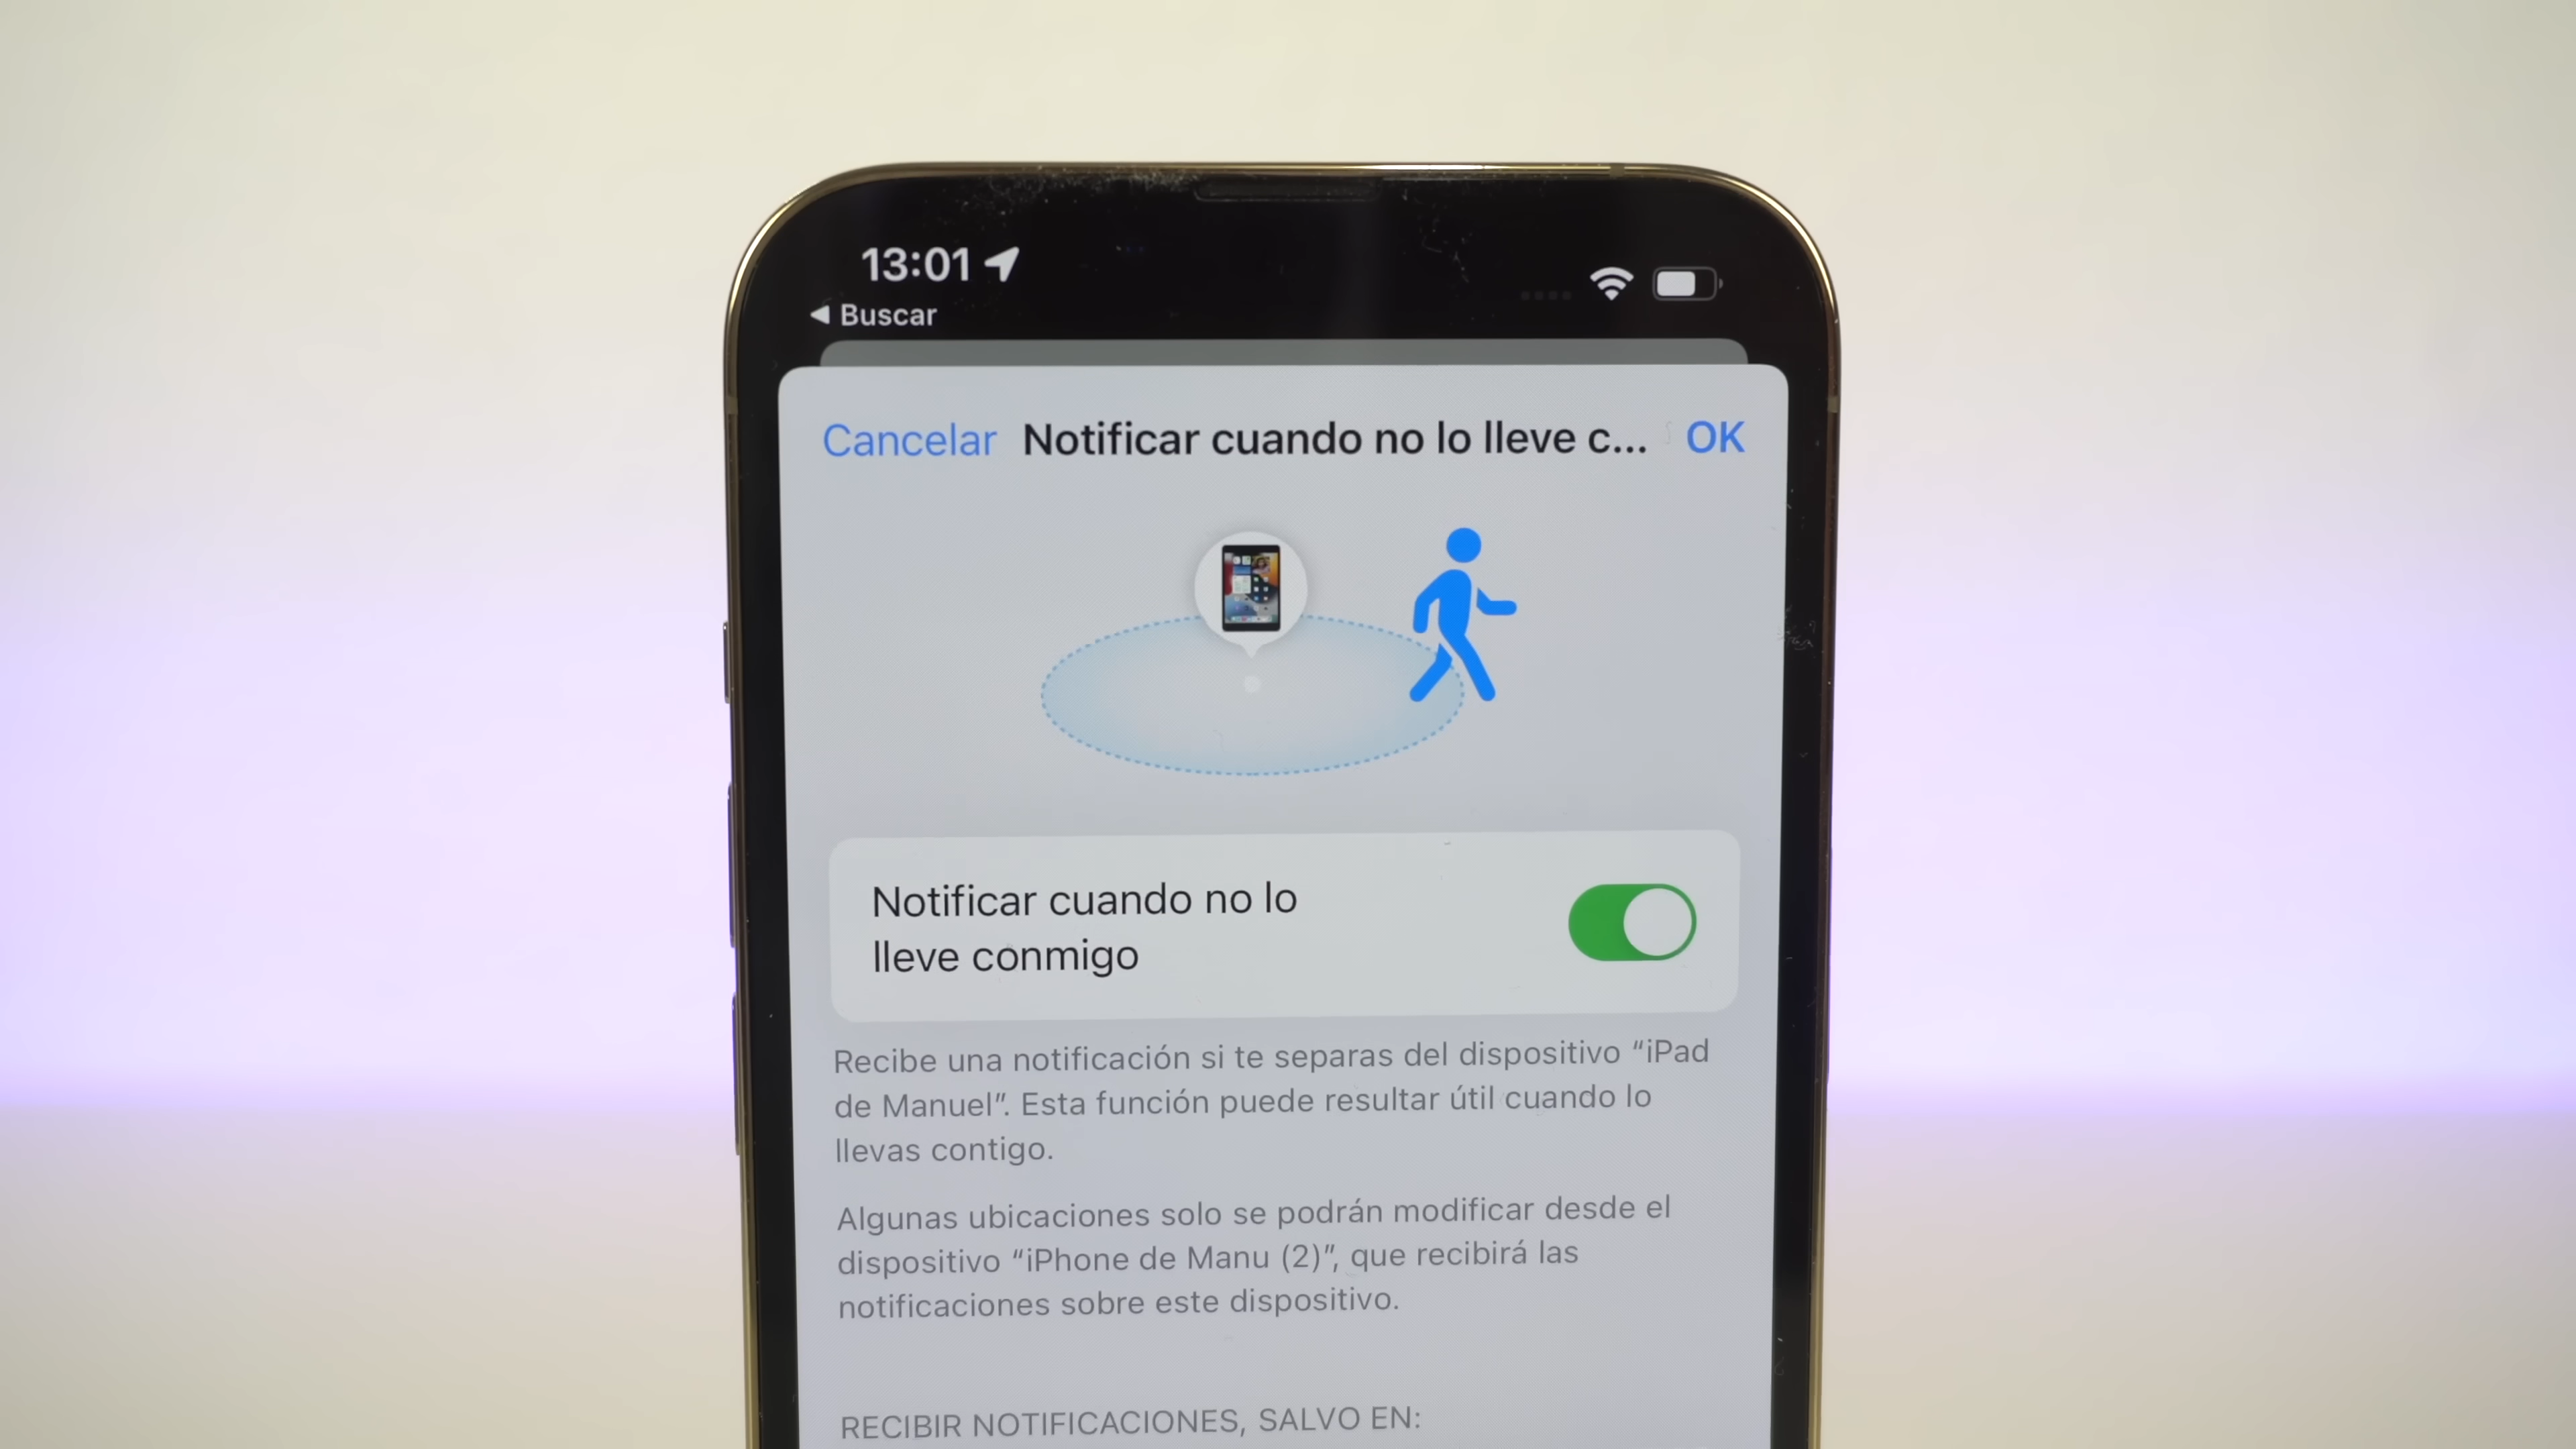 13:01
◀ Buscar
Cancelar Notificar cuando no lo lleve c... OK
Notificar cuando no lo
lleve conmigo
Recibe una notificación si te separas del dispositivo “iPad
de Manuel”. Esta función puede resultar útil cuando lo
llevas contigo.
Algunas ubicaciones solo se podrán modificar desde el
dispositivo “iPhone de Manu (2)”, que recibirá las
notificaciones sobre este dispositivo.
RECIBIR NOTIFICACIONES, SALVO EN: